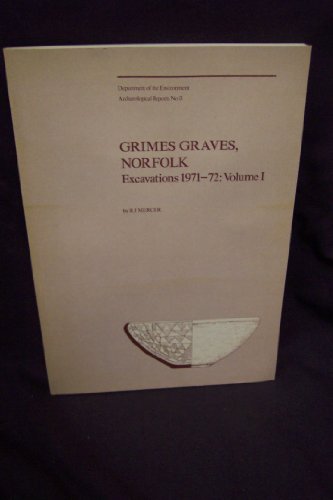 Department of the Environment
Archaeological Reports No 11
GRIMES GRAVES,
NORFOLK
Excavations 1971–72: Volume I
by R J MERCER